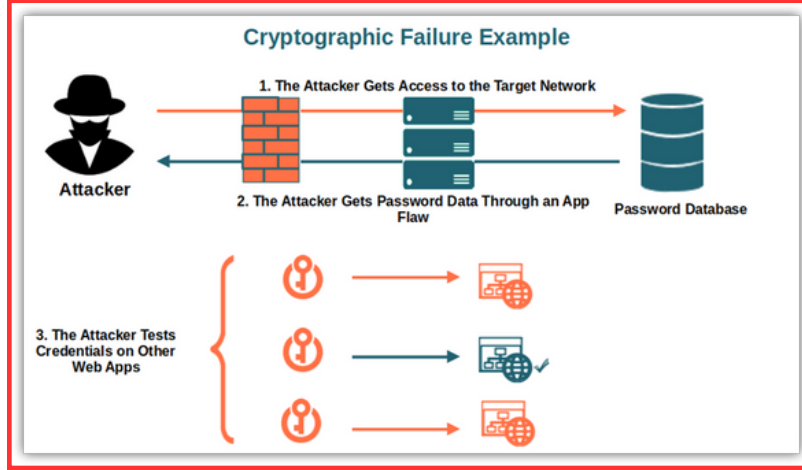 Cryptographic Failure Example
1. The Attacker Gets Access to the Target Network
Attacker
2. The Attacker Gets Password Data Through an App
Flaw
Password Database
3. The Attacker Tests
Credentials on Other
Web Apps